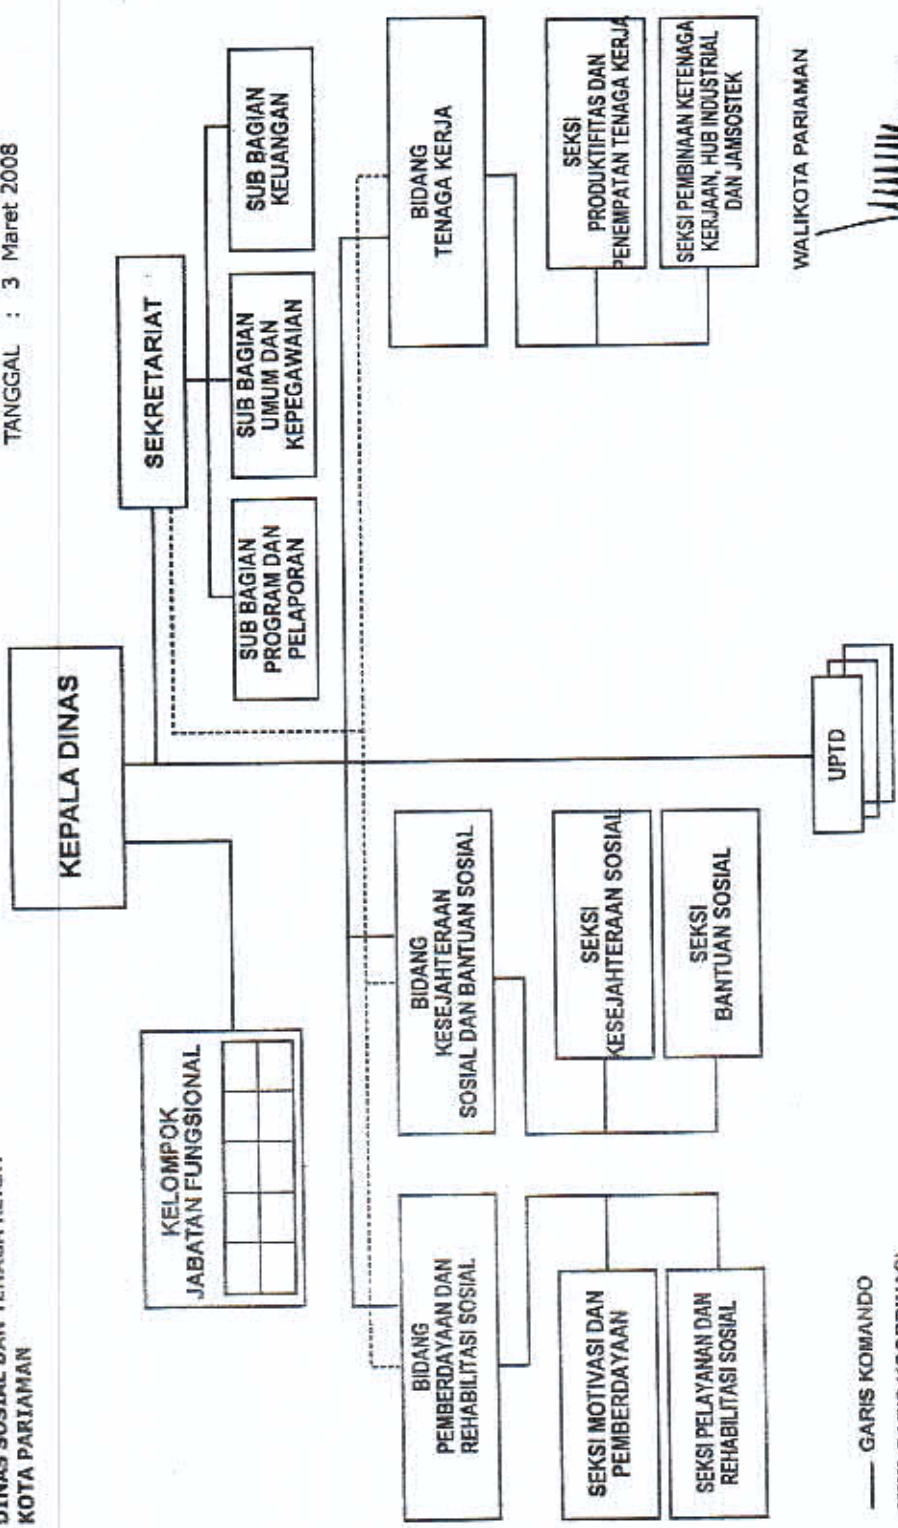 DINAS SOSIAL DAN TENAGA KERJA
KOTA PARIAMAN
TANGGAL : 3 Maret 2008
KEPALA DINAS
KELOMPOK
JABATAN FUNGSIONAL
SEKRETARIAT
SUB BAGIAN
PROGRAM DAN
PELAPORAN
SUB BAGIAN
UMUM DAN
KEPEGAWAIAN
SUB BAGIAN
KEUANGAN
BIDANG
PEMBERDAYAAN DAN
REHABILITASI SOSIAL
BIDANG
KESEJAHTERAAN
SOSIAL DAN BANTUAN SOSIAL
BIDANG
TENAGA KERJA
SEKSI MOTIVASI DAN
PEMBERDAYAAN
SEKSI PELAYANAN DAN
REHABILITASI SOSIAL
SEKSI
KESEJAHTERAAN SOSIAL
SEKSI
BANTUAN SOSIAL
SEKSI
PRODUKTIFITAS DAN
PENEMPATAN TENAGA KERJA
SEKSI PEMBINAAN KETENAGA
KERJAAN, HUB INDUSTRIAL
DAN JAMSOSTEK
UPTD
WALIKOTA PARIAMAN
GARIS KOMANDO